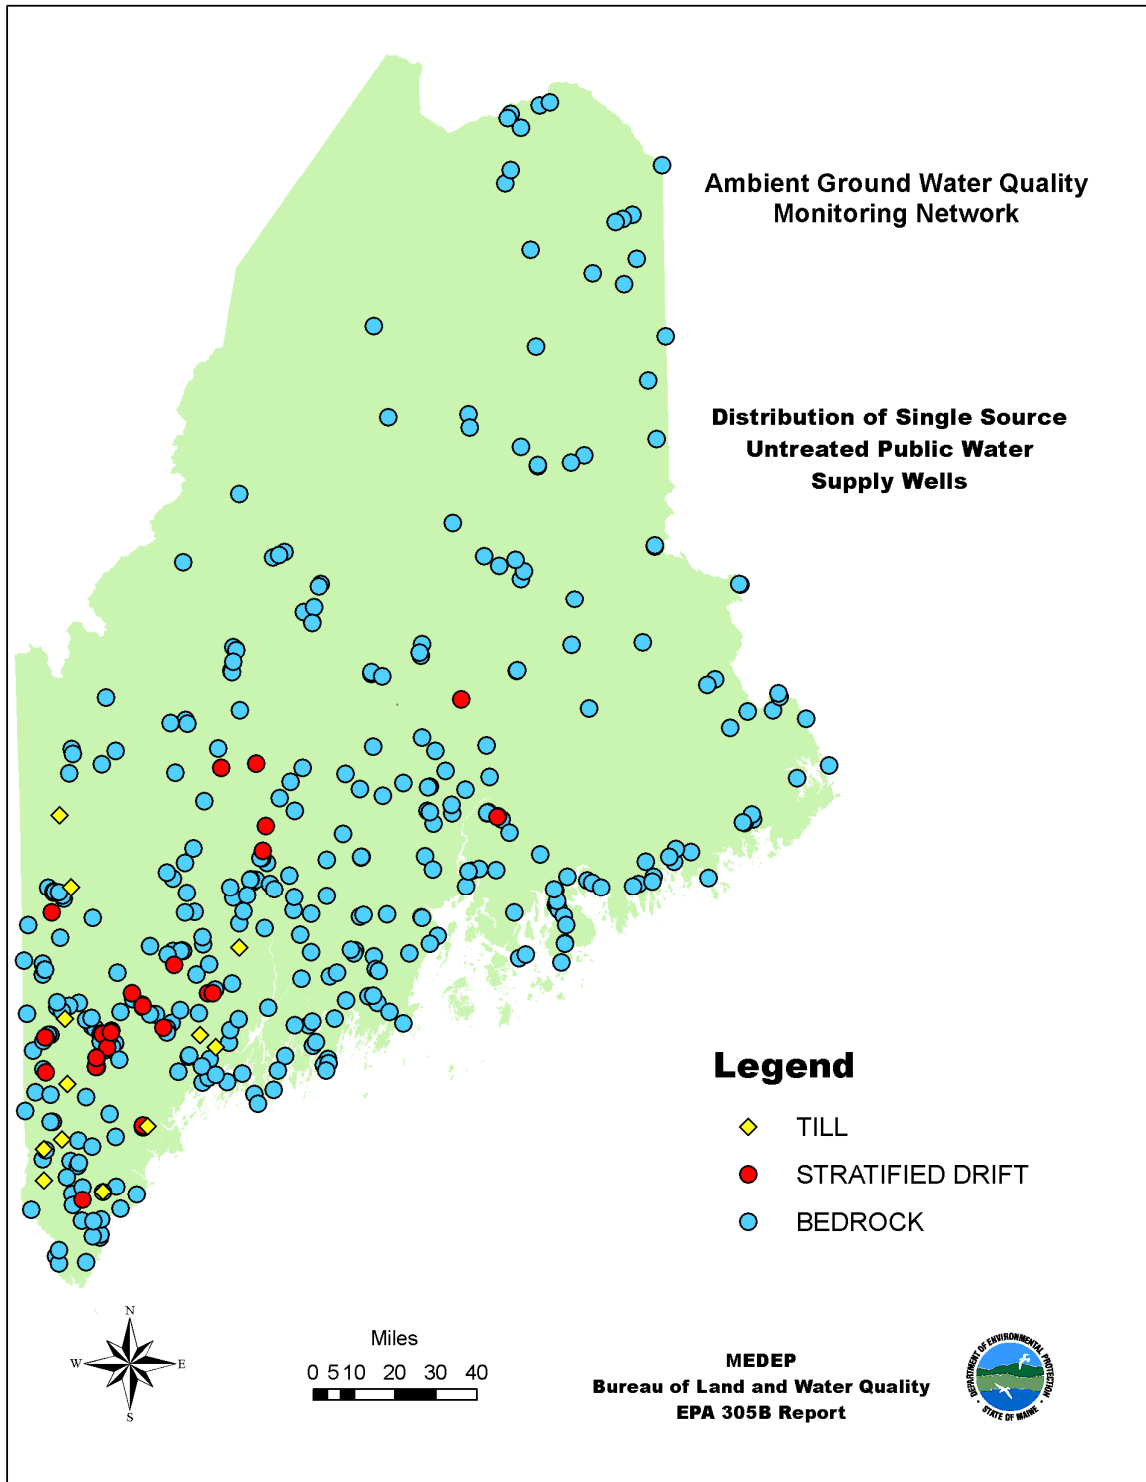 Ambient Ground Water Quality
Monitoring Network
Distribution of Single Source
Untreated Public Water
Supply Wells
Legend
TILL
STRATIFIED DRIFT
BEDROCK
N
W E
S
Miles
0 5 10 20 30 40
MEDEP
Bureau of Land and Water Quality
EPA 305B Report
DEPARTMENT OF ENVIRONMENTAL PROTECTION
STATE OF MAINE